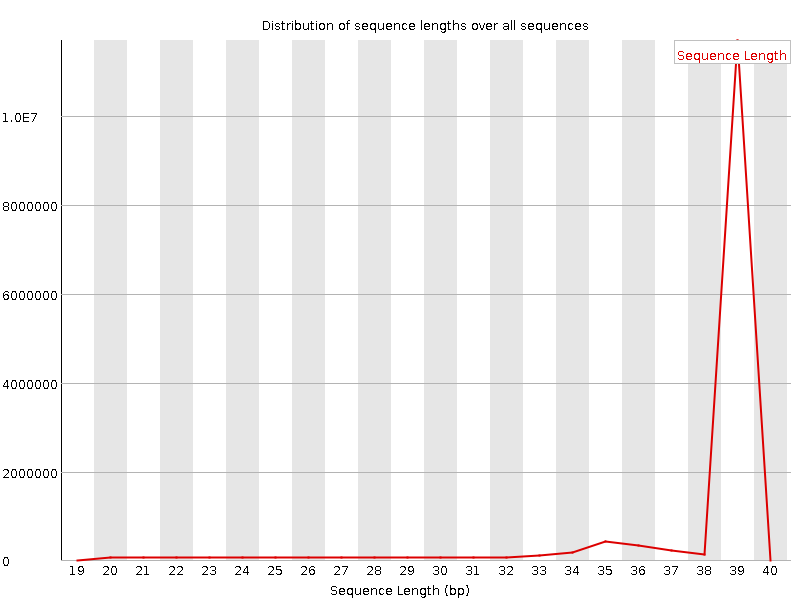 Distribution of sequence lengths over all sequences
Sequence Length
1.0E7
8000000
6000000
4000000
2000000
0
19 20 21 22 23 24 25 26 27 28 29 30 31 32 33 34 35 36 37 38 39 40
Sequence Length (bp)